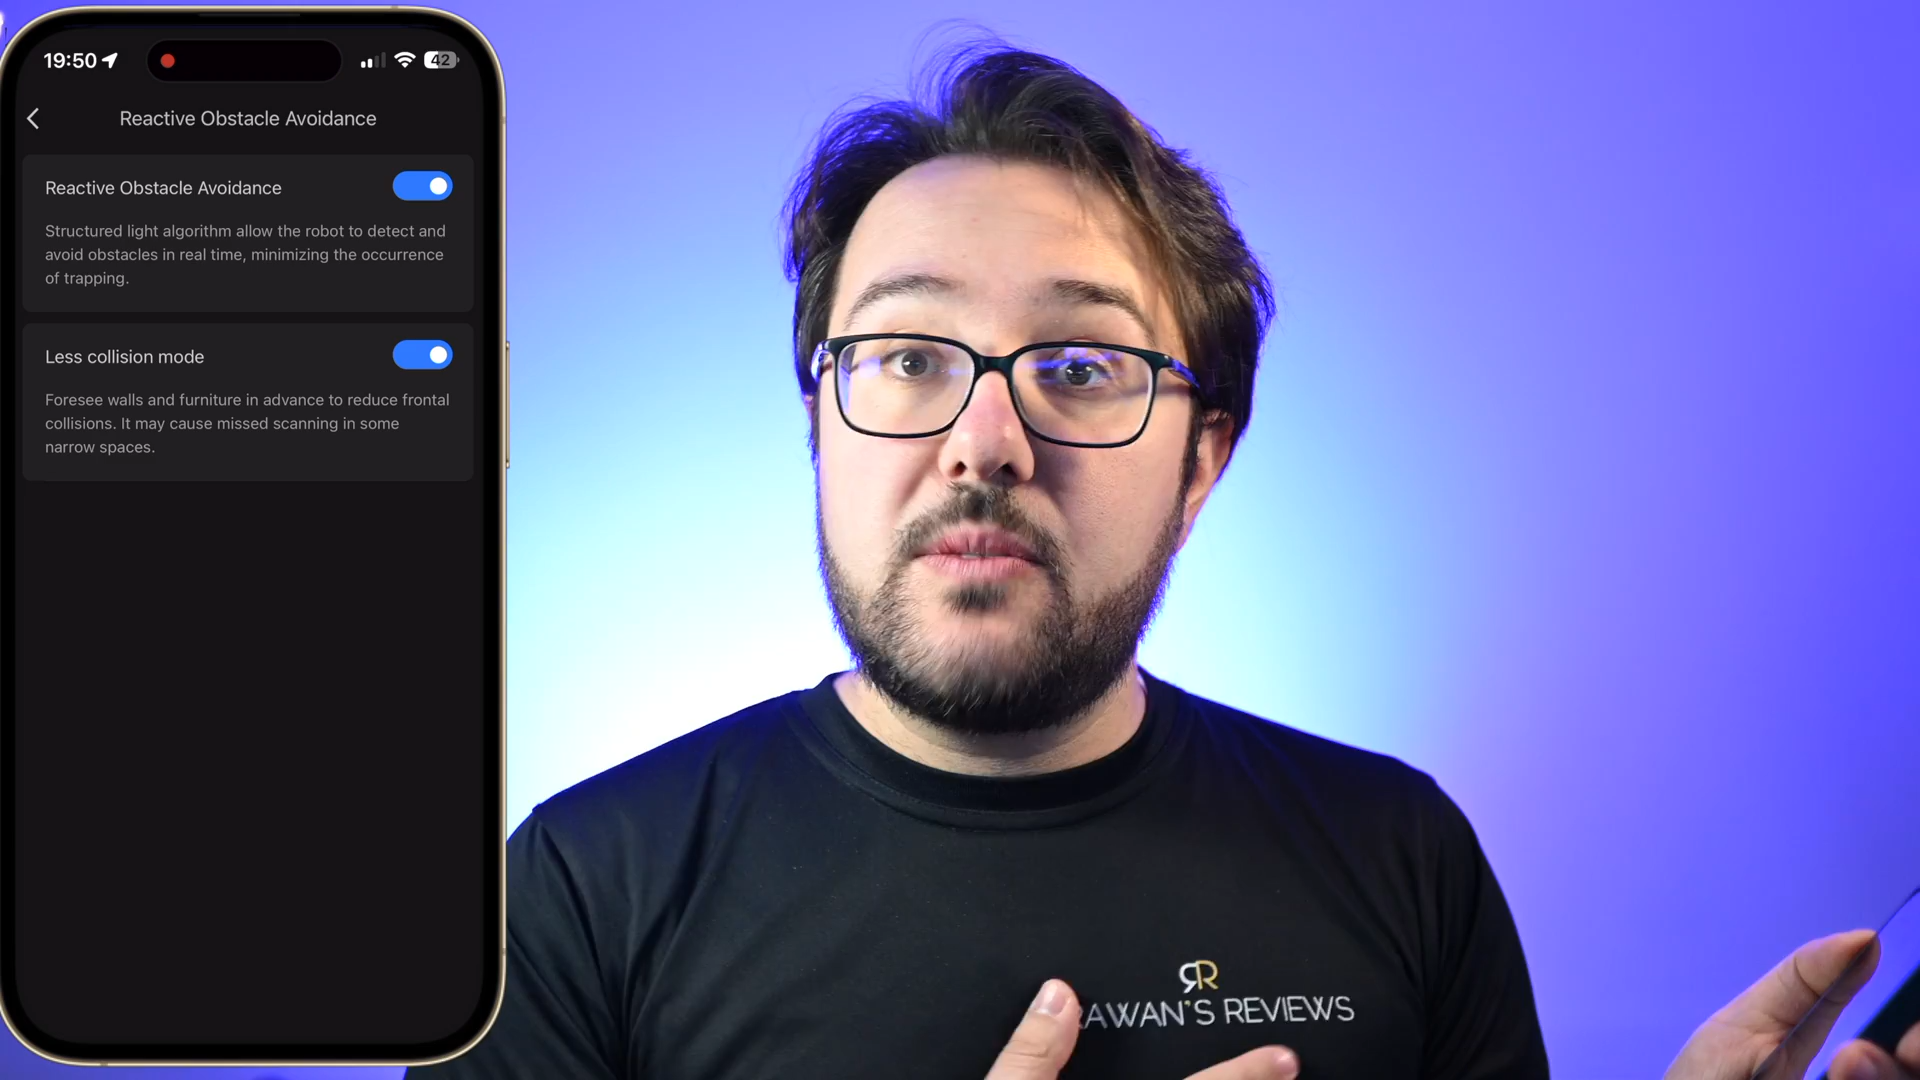 19:50
42
Reactive Obstacle Avoidance
Reactive Obstacle Avoidance
Structured light algorithm allow the robot to detect and
avoid obstacles in real time, minimizing the occurrence
of trapping.
Less collision mode
Foresee walls and furniture in advance to reduce frontal
collisions. It may cause missed scanning in some
narrow spaces.
RR
RAWAN'S REVIEWS